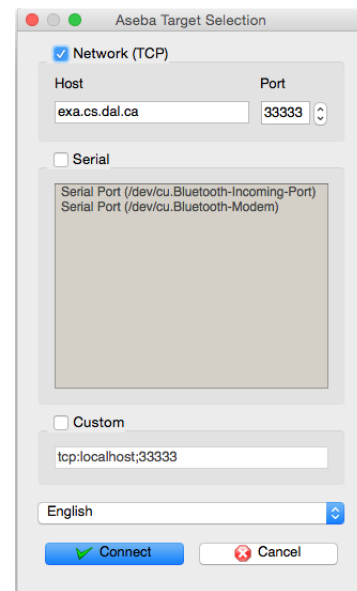 Aseba Target Selection
Network (TCP)
Host Port
exa.cs.dal.ca 33333
Serial
Serial Port (/dev/cu.Bluetooth-Incoming-Port)
Serial Port (/dev/cu.Bluetooth-Modem)
Custom
tcp:localhost;33333
English
Connect Cancel